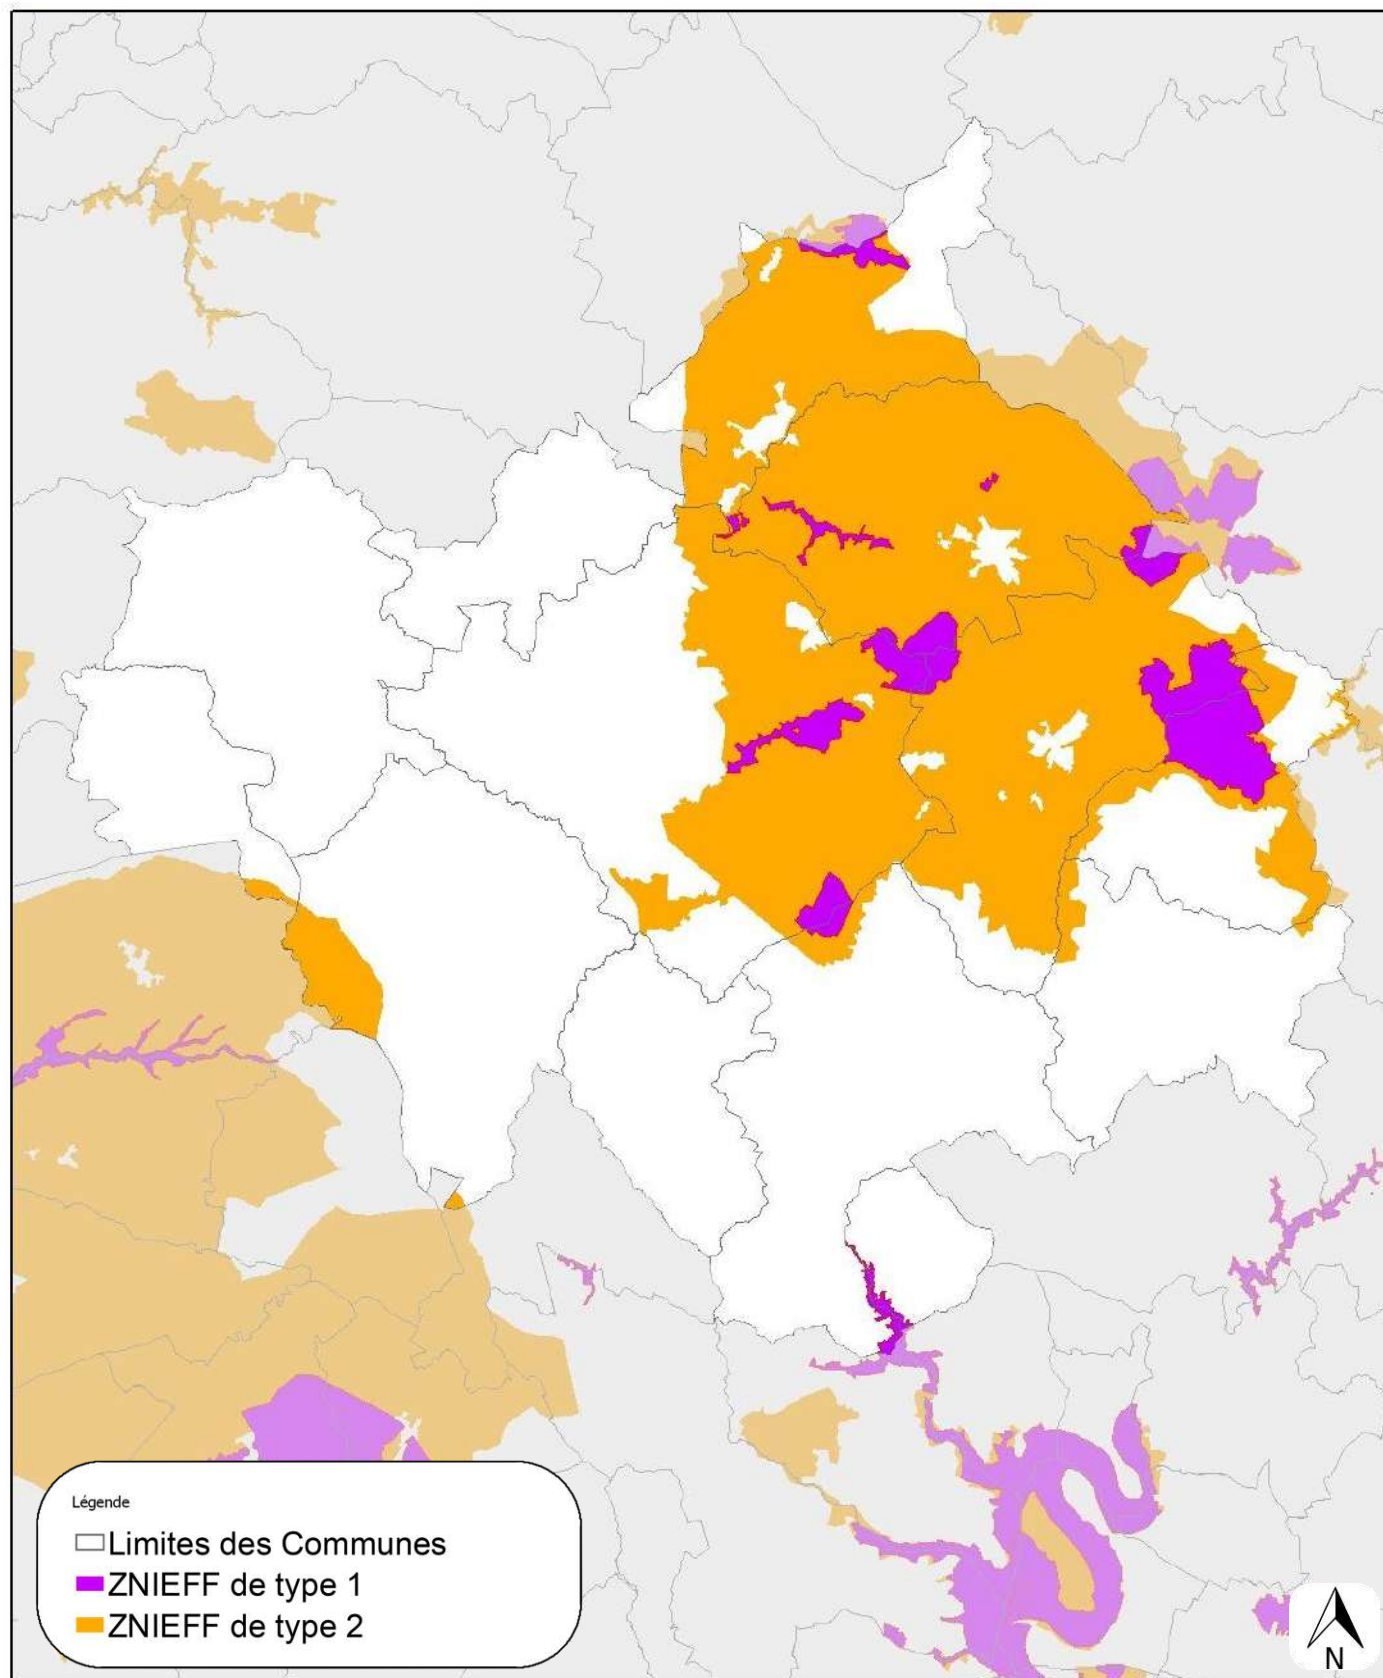 Légende
Limites des Communes
ZNIEFF de type 1
ZNIEFF de type 2
N